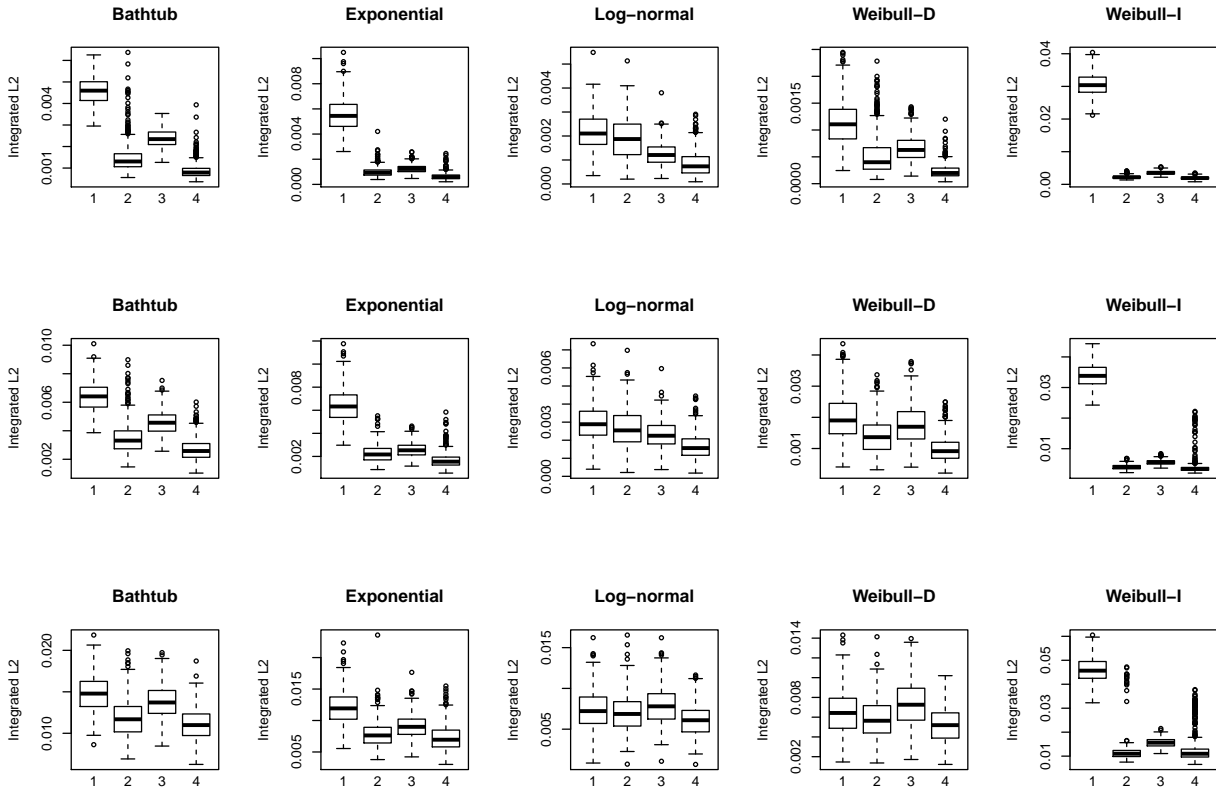 Bathtub
Integrated L2
0.001
0.004
1 2 3 4
Exponential
Integrated L2
0.000
0.004
0.008
1 2 3 4
Log−normal
Integrated L2
0.000
0.002
0.004
1 2 3 4
Weibull−D
Integrated L2
0.0000
0.0015
1 2 3 4
Weibull−I
Integrated L2
0.00
0.02
0.04
1 2 3 4
Bathtub
Integrated L2
0.002
0.006
0.010
1 2 3 4
Exponential
Integrated L2
0.002
0.008
1 2 3 4
Log−normal
Integrated L2
0.000
0.003
0.006
1 2 3 4
Weibull−D
Integrated L2
0.001
0.003
1 2 3 4
Weibull−I
Integrated L2
0.01
0.03
1 2 3 4
Bathtub
Integrated L2
0.010
0.020
1 2 3 4
Exponential
Integrated L2
0.005
0.015
1 2 3 4
Log−normal
Integrated L2
0.005
0.015
1 2 3 4
Weibull−D
Integrated L2
0.002
0.008
0.014
1 2 3 4
Weibull−I
Integrated L2
0.01
0.03
0.05
1 2 3 4